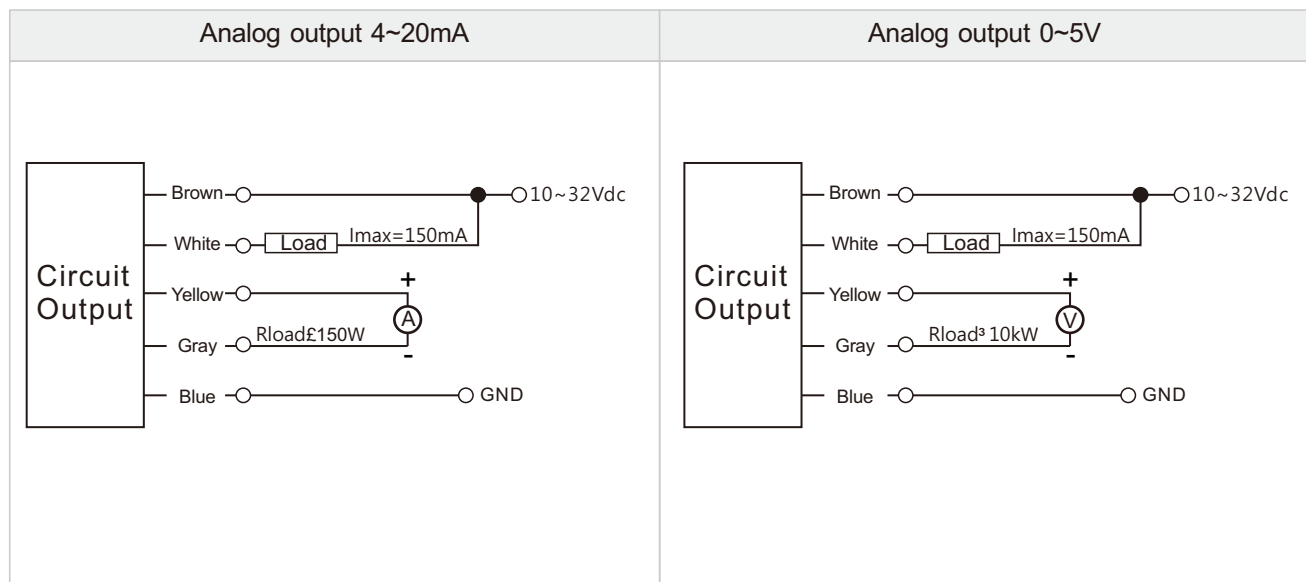 Analog output 4~20mA
Analog output 0~5V
Circuit
Output
Brown
White
Yellow
Gray
Blue
10~32Vdc
Load
Imax=150mA
+
A
Rload£150W
-
GND
Circuit
Output
Brown
White
Yellow
Gray
Blue
10~32Vdc
Load
Imax=150mA
+
V
Rload³ 10kW
-
GND